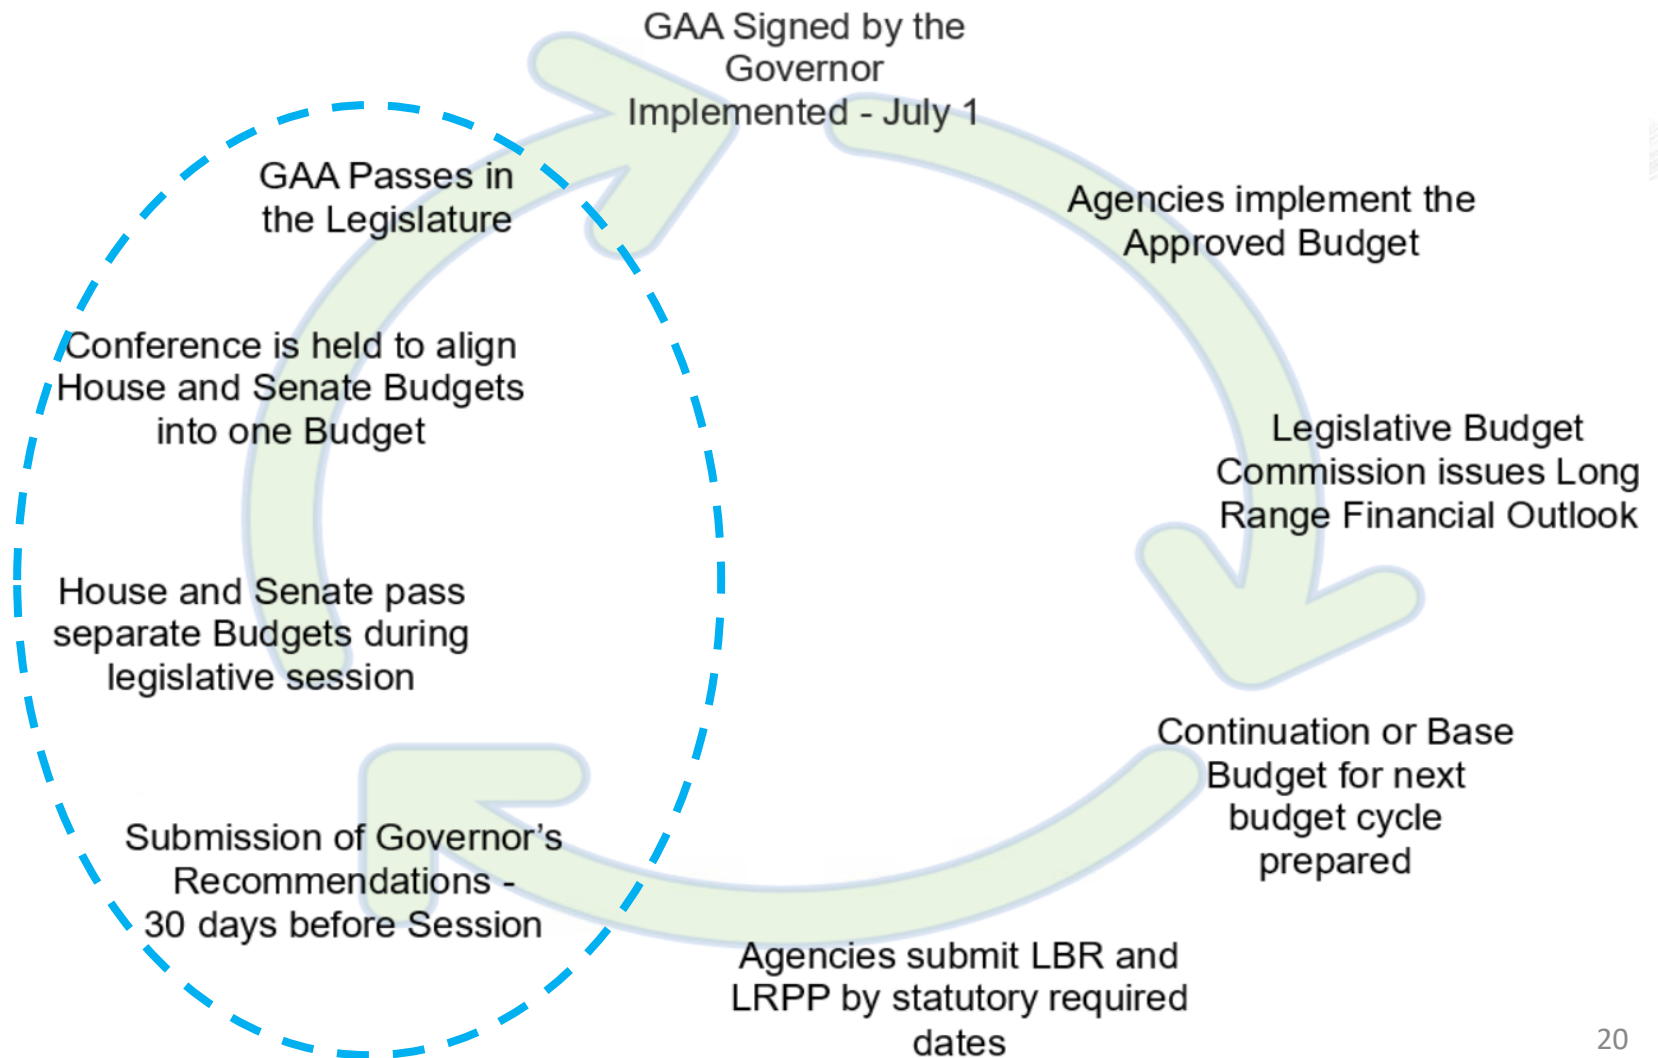 GAA Signed by the
Governor
Implemented - July 1
Agencies implement the
Approved Budget
Legislative Budget
Commission issues Long
Range Financial Outlook
Continuation or Base
Budget for next
budget cycle
prepared
Agencies submit LBR and
LRPP by statutory required
dates
Submission of Governor’s
Recommendations -
30 days before Session
House and Senate pass
separate Budgets during
legislative session
Conference is held to align
House and Senate Budgets
into one Budget
GAA Passes in
the Legislature
20